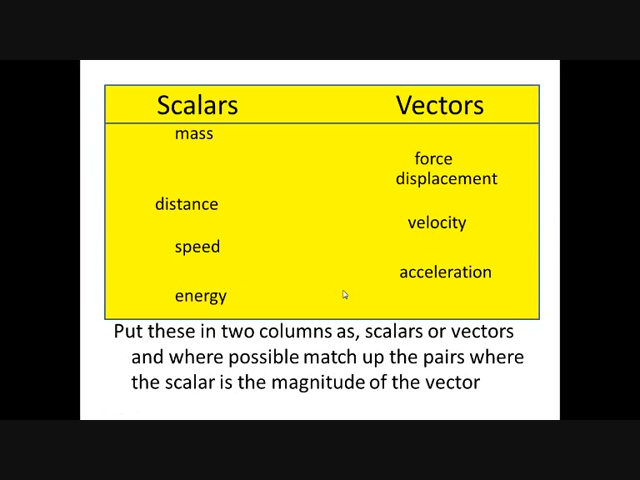 Scalars Vectors
mass
force
displacement
distance
velocity
speed
acceleration
energy
Put these in two columns as, scalars or vectors
and where possible match up the pairs where
the scalar is the magnitude of the vector